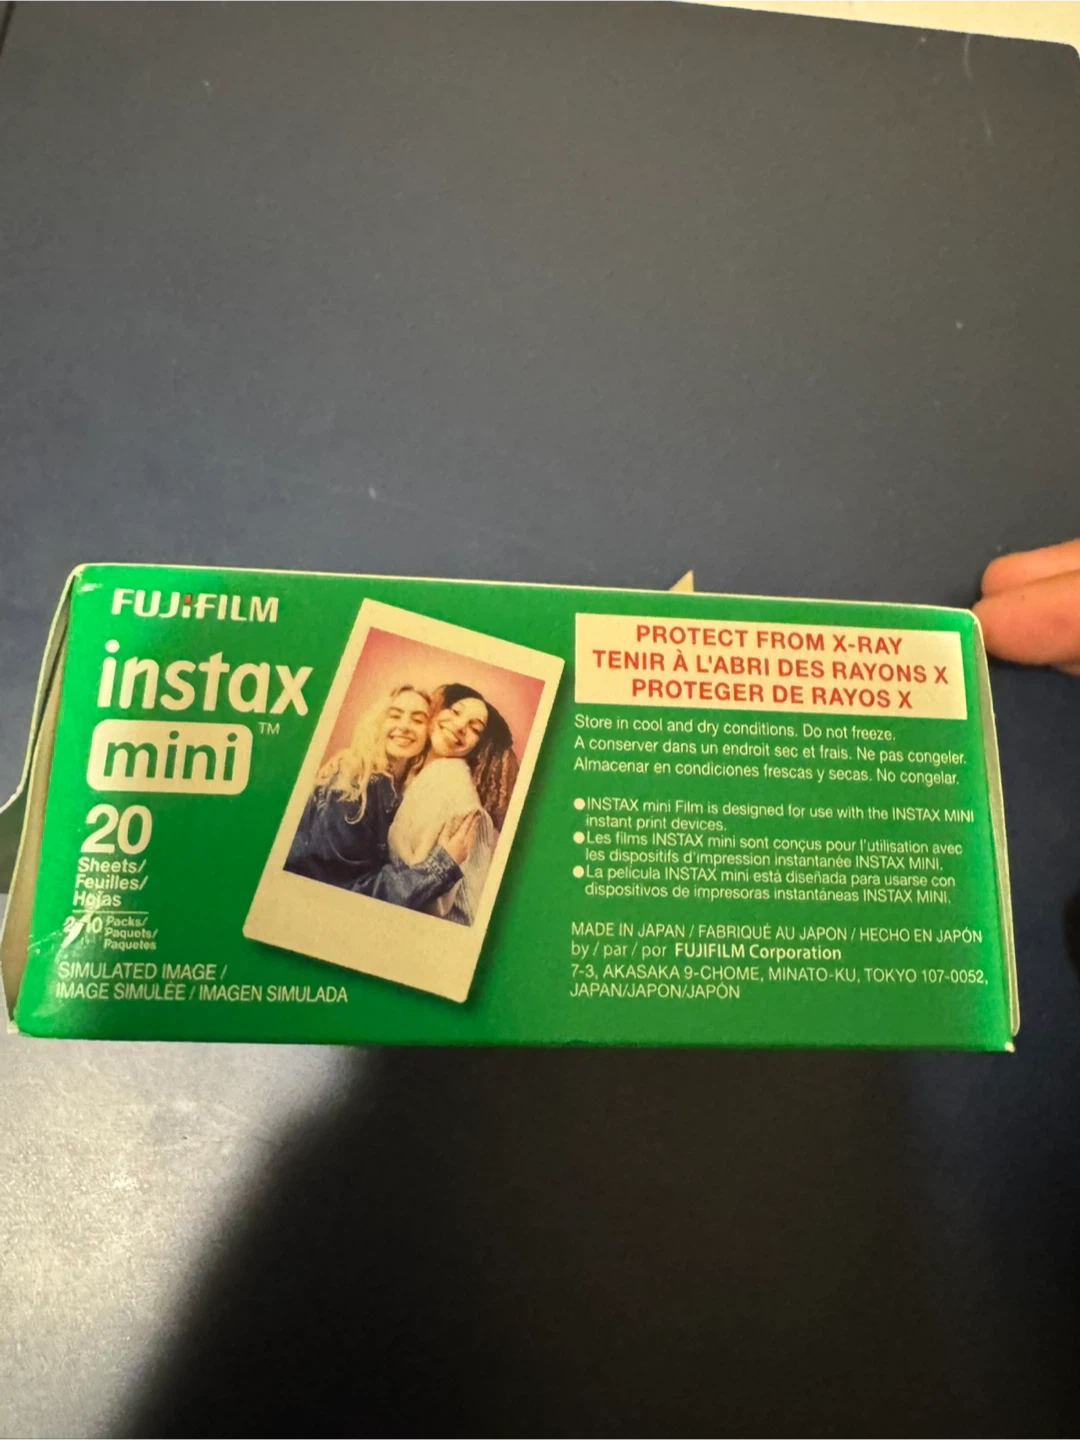 FUJIFILM
instax
mini™
20
Sheets/
Feuilles/
Hojas
2/10 Packs/
Paquets/
Paquetes
SIMULATED IMAGE /
IMAGE SIMULÉE / IMAGEN SIMULADA
PROTECT FROM X-RAY
TENIR À L'ABRI DES RAYONS X
PROTEGER DE RAYOS X
Store in cool and dry conditions. Do not freeze.
A conserver dans un endroit sec et frais. Ne pas congeler.
Almacenar en condiciones frescas y secas. No congelar.
●INSTAX mini Film is designed for use with the INSTAX MINI
instant print devices.
●Les films INSTAX mini sont conçus pour l'utilisation avec
les dispositifs d'impression instantanée INSTAX MINI.
●La película INSTAX mini está diseñada para usarse con
dispositivos de impresoras instantáneas INSTAX MINI.
MADE IN JAPAN / FABRIQUÉ AU JAPON / HECHO EN JAPÓN
by / par / por FUJIFILM Corporation
7-3, AKASAKA 9-CHOME, MINATO-KU, TOKYO 107-0052,
JAPAN/JAPON/JAPÓN